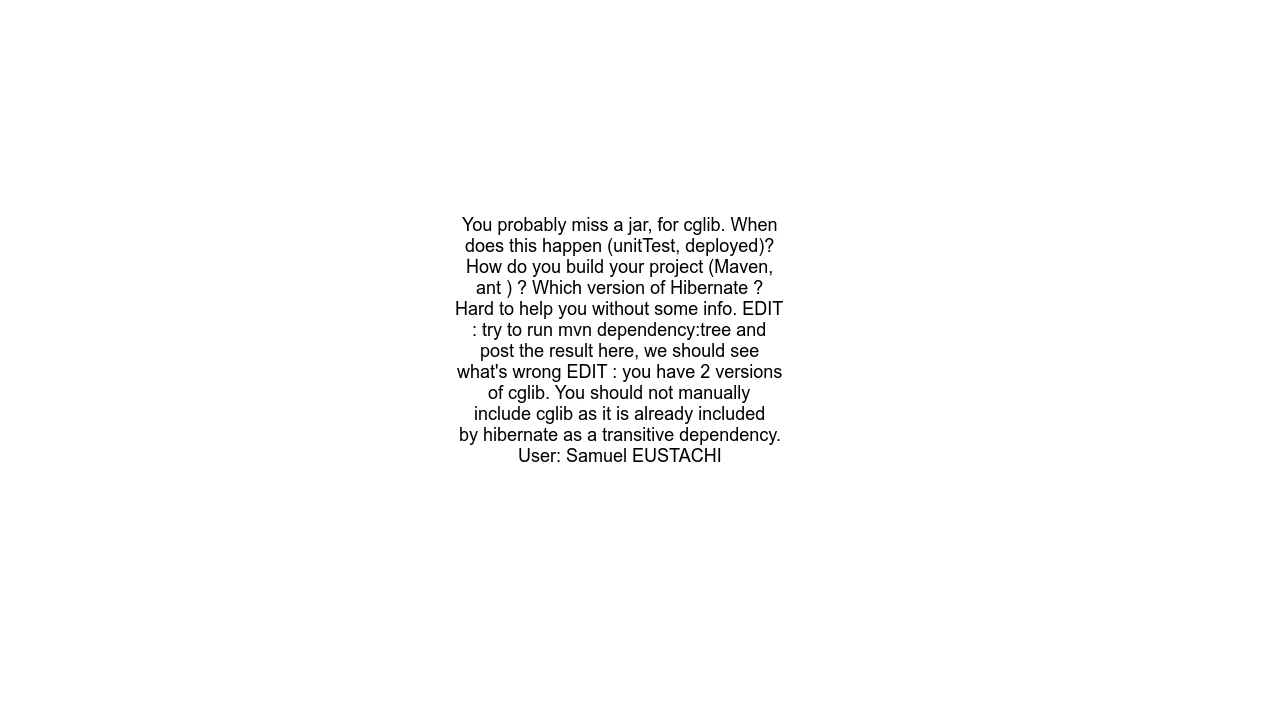 You probably miss a jar, for cglib. When
does this happen (unitTest, deployed)?
How do you build your project (Maven,
ant ) ? Which version of Hibernate ?
Hard to help you without some info. EDIT
: try to run mvn dependency:tree and
post the result here, we should see
what's wrong EDIT : you have 2 versions
of cglib. You should not manually
include cglib as it is already included
by hibernate as a transitive dependency.
User: Samuel EUSTACHI